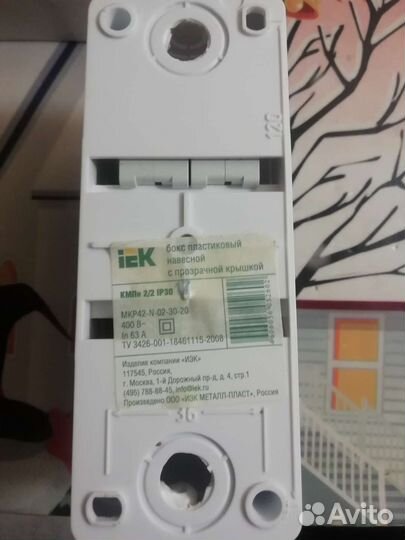 120
iEK
бокс пластиковый
навесной
с прозрачной крышкой
КМПн 2/2 IP30
MKP42-N-02-30-20
400 В~
In 63 А
ТУ 3426-001-18461115-2008
Изделия компании «ИЭК»
117545, Россия,
г. Москва, 1-й Дорожный пр-д, д. 4, стр.1
(495) 788-88-45, info@iek.ru
Произведено ООО «ИЭК МЕТАЛЛ-ПЛАСТ», Россия
36
Avito